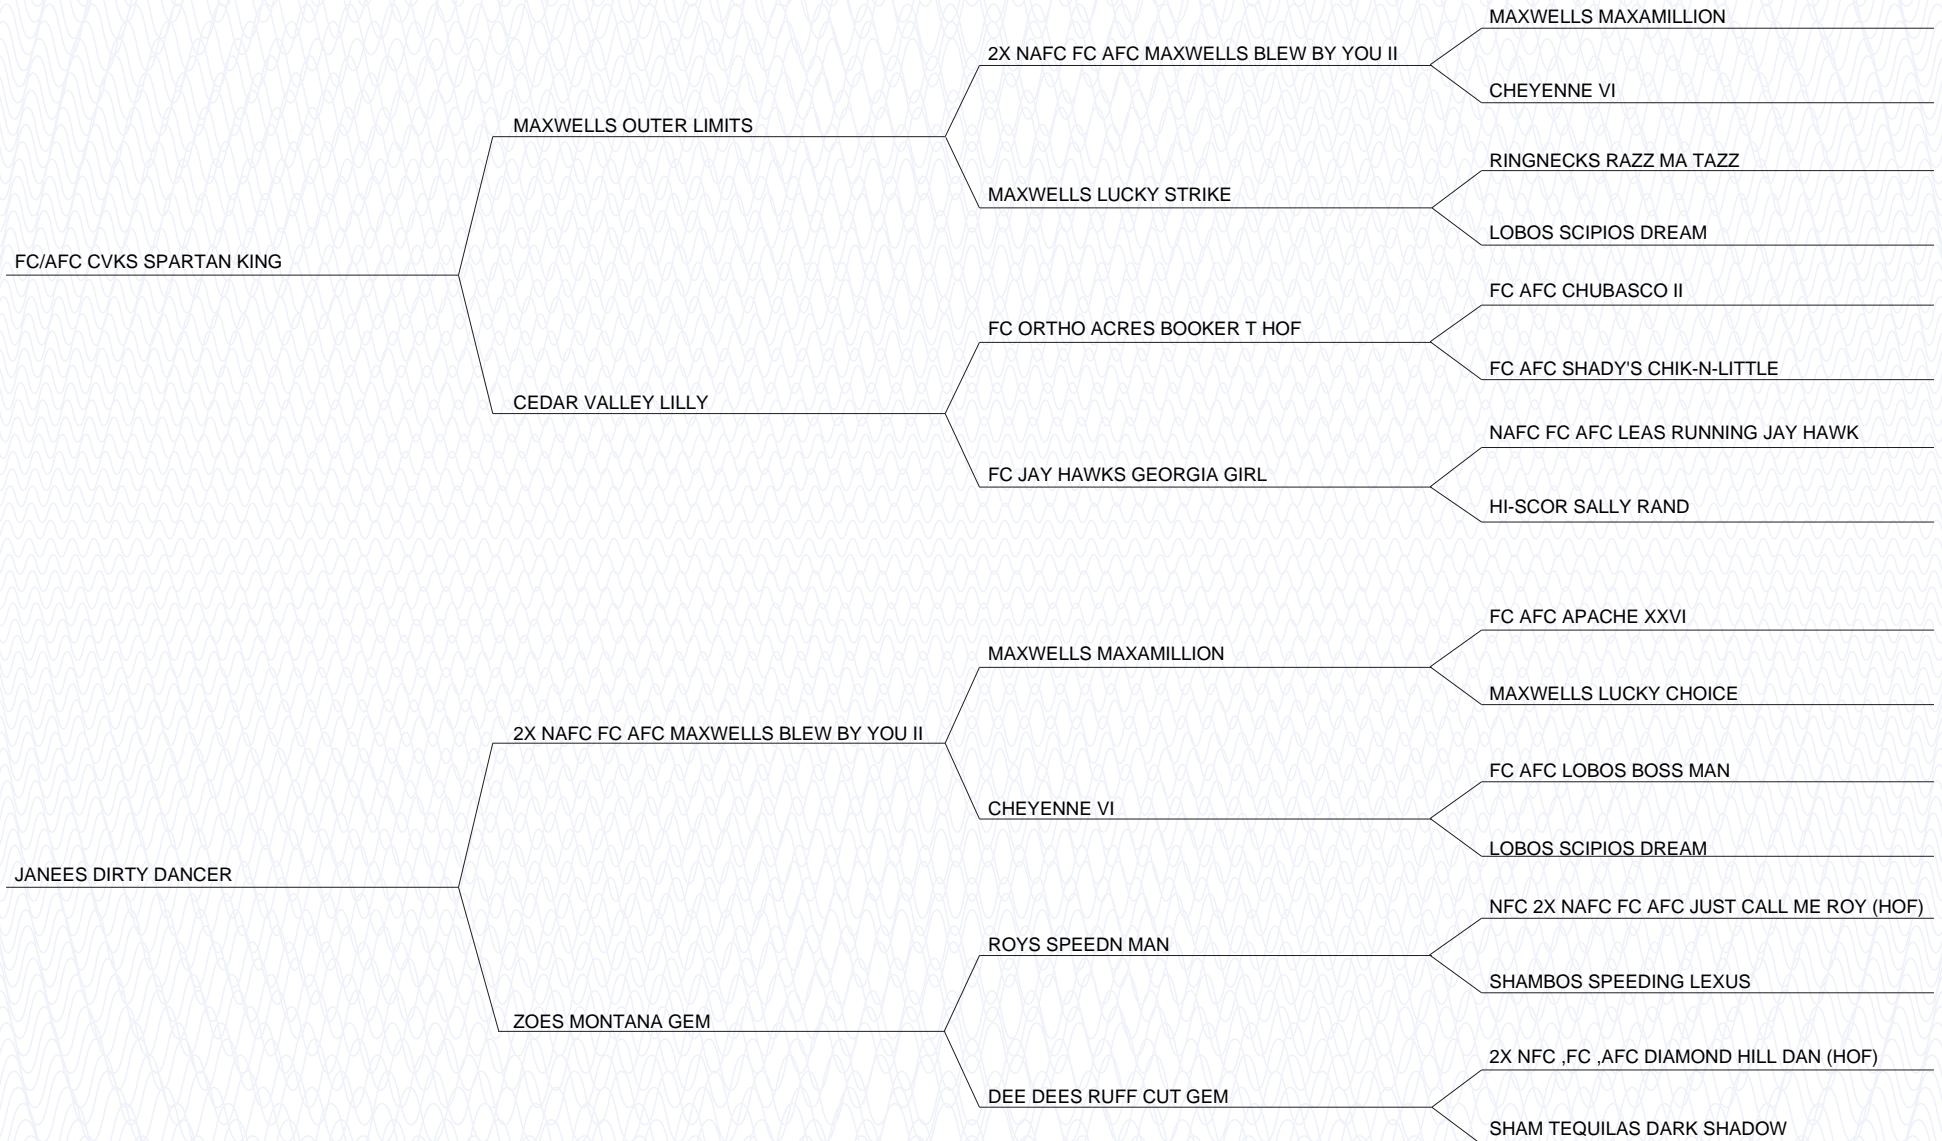 MAXWELLS MAXAMILLION
2X NAFC FC AFC MAXWELLS BLEW BY YOU II
CHEYENNE VI
MAXWELLS OUTER LIMITS
RINGNECKS RAZZ MA TAZZ
MAXWELLS LUCKY STRIKE
LOBOS SCIPIOS DREAM
FC/AFC CVKS SPARTAN KING
FC AFC CHUBASCO II
FC ORTHO ACRES BOOKER T HOF
FC AFC SHADY'S CHIK-N-LITTLE
CEDAR VALLEY LILLY
NAFC FC AFC LEAS RUNNING JAY HAWK
FC JAY HAWKS GEORGIA GIRL
HI-SCOR SALLY RAND
FC AFC APACHE XXVI
MAXWELLS MAXAMILLION
MAXWELLS LUCKY CHOICE
2X NAFC FC AFC MAXWELLS BLEW BY YOU II
FC AFC LOBOS BOSS MAN
CHEYENNE VI
LOBOS SCIPIOS DREAM
JANEES DIRTY DANCER
NFC 2X NAFC FC AFC JUST CALL ME ROY (HOF)
ROYS SPEEDN MAN
SHAMBOS SPEEDING LEXUS
ZOES MONTANA GEM
2X NFC ,FC ,AFC DIAMOND HILL DAN (HOF)
DEE DEES RUFF CUT GEM
SHAM TEQUILAS DARK SHADOW